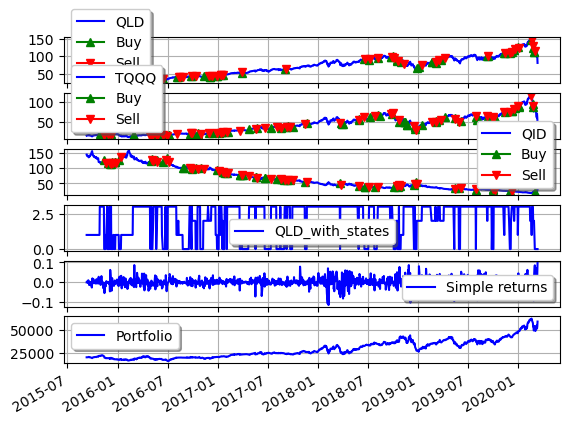 QLD
Buy
Sell
150
100
50
TQQQ
Buy
Sell
100
50
QID
Buy
Sell
150
100
50
QLD_with_states
2.5
0.0
Simple returns
0.1
0.0
−0.1
Portfolio
50000
25000
2015-07
2016-01
2016-07
2017-01
2017-07
2018-01
2018-07
2019-01
2019-07
2020-01